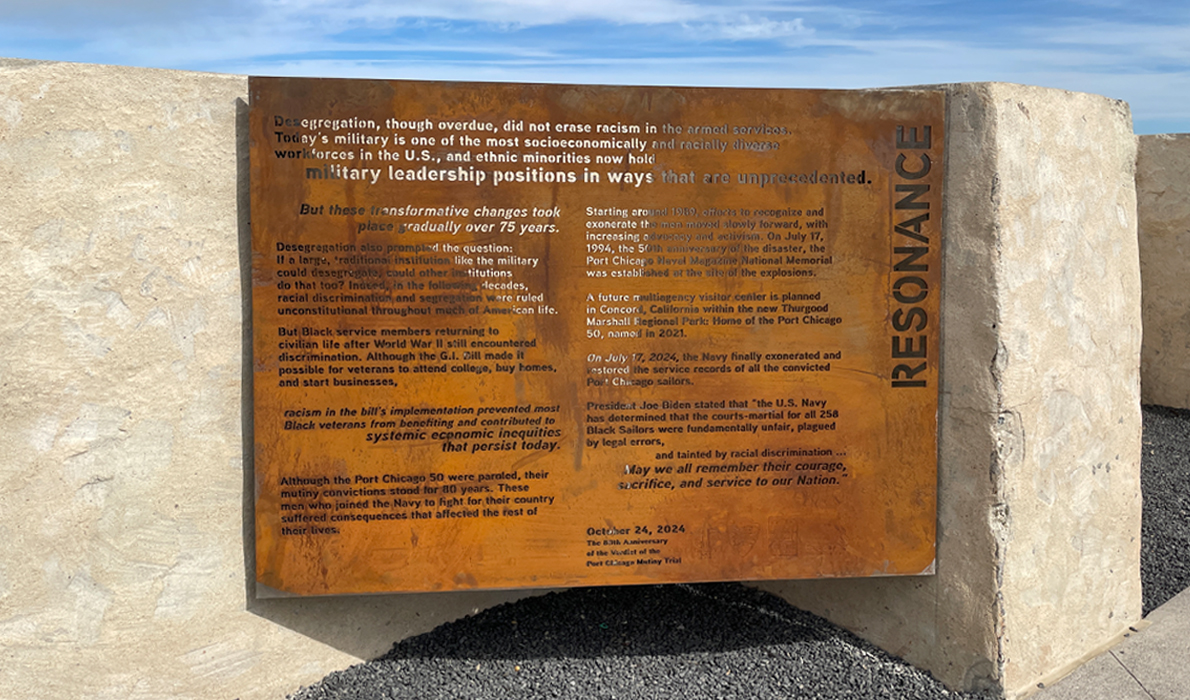 Desegregation, though overdue, did not erase racism in the armed services.
Today's military is one of the most socioeconomically and racially diverse
workforces in the U.S., and ethnic minorities now hold
military leadership positions in ways that are unprecedented.
But these transformative changes took
place gradually over 75 years.
Desegregation also prompted the question:
If a large, traditional institution like the military
could desegregate, could other institutions
do that too? Indeed, in the following decades,
racial discrimination and segregation were ruled
unconstitutional throughout much of American life.
But Black service members returning to
civilian life after World War II still encountered
discrimination. Although the G.I. Bill made it
possible for veterans to attend college, buy homes,
and start businesses,
racism in the bill's implementation prevented most
Black veterans from benefiting and contributed to
systemic economic inequities
that persist today.
Although the Port Chicago 50 were paroled, their
mutiny convictions stood for 80 years. These
men who joined the Navy to fight for their country
suffered consequences that affected the rest of
their lives.
Starting around 1989, efforts to recognize and
exonerate the men moved slowly forward, with
increasing advocacy and activism. On July 17,
1994, the 50th anniversary of the disaster, the
Port Chicago Naval Magazine National Memorial
was established at the site of the explosions.
A future multiagency visitor center is planned
in Concord, California within the new Thurgood
Marshall Regional Park: Home of the Port Chicago
50, named in 2021.
On July 17, 2024, the Navy finally exonerated and
restored the service records of all the convicted
Port Chicago sailors.
President Joe Biden stated that "the U.S. Navy
has determined that the courts-martial for all 258
Black Sailors were fundamentally unfair, plagued
by legal errors,
and tainted by racial discrimination ...
May we all remember their courage,
sacrifice, and service to our Nation."
October 24, 2024
The 80th Anniversary
of the Verdict of the
Port Chicago Mutiny Trial
RESONANCE